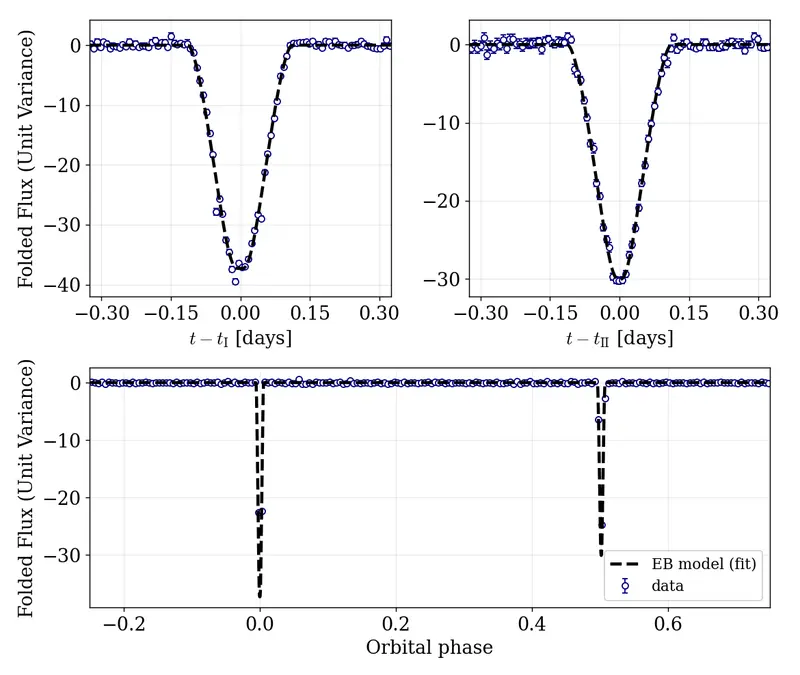 Folded Flux (Unit Variance)
0
−10
−20
−30
−40
−0.30 −0.15 0.00 0.15 0.30
t − tI [days]
0
−10
−20
−30
−0.30 −0.15 0.00 0.15 0.30
t − tII [days]
Folded Flux (Unit Variance)
0
−10
−20
−30
EB model (fit)
data
−0.2 0.0 0.2 0.4 0.6
Orbital phase